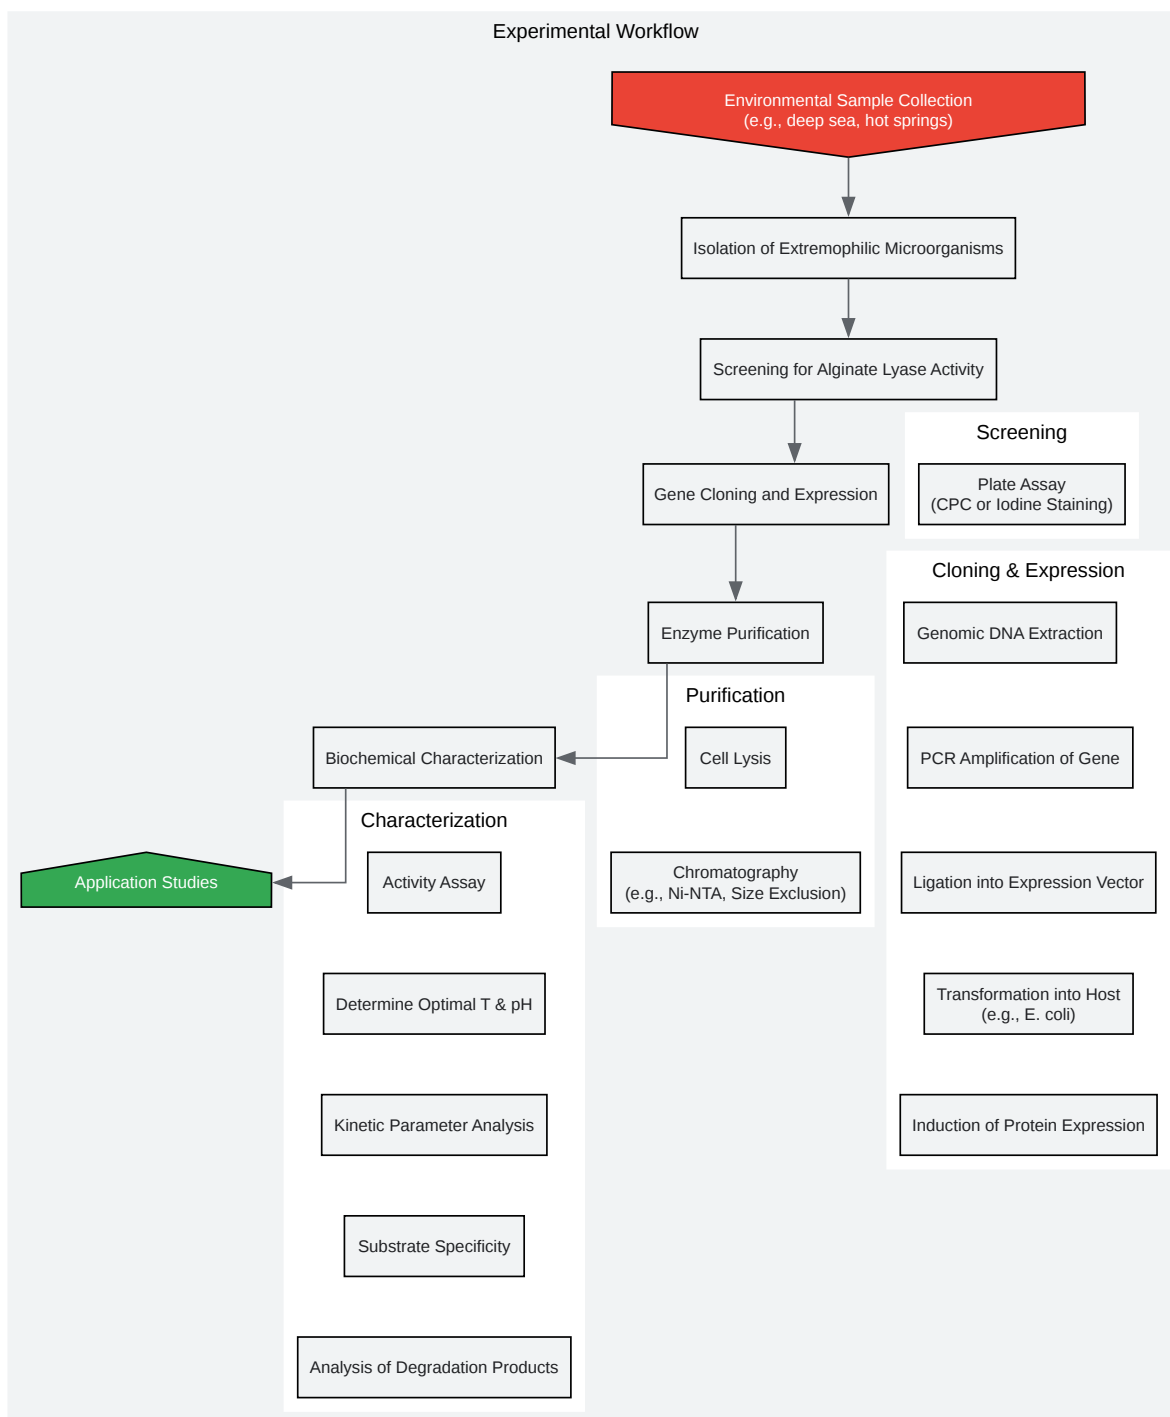 Experimental Workflow
Environmental Sample Collection
(e.g., deep sea, hot springs)
Isolation of Extremophilic Microorganisms
Screening for Alginate Lyase Activity
Gene Cloning and Expression
Screening
Plate Assay
(CPC or Iodine Staining)
Enzyme Purification
Cloning & Expression
Genomic DNA Extraction
PCR Amplification of Gene
Ligation into Expression Vector
Transformation into Host
(e.g., E. coli)
Induction of Protein Expression
Purification
Cell Lysis
Chromatography
(e.g., Ni-NTA, Size Exclusion)
Biochemical Characterization
Characterization
Activity Assay
Determine Optimal T & pH
Kinetic Parameter Analysis
Substrate Specificity
Analysis of Degradation Products
Application Studies